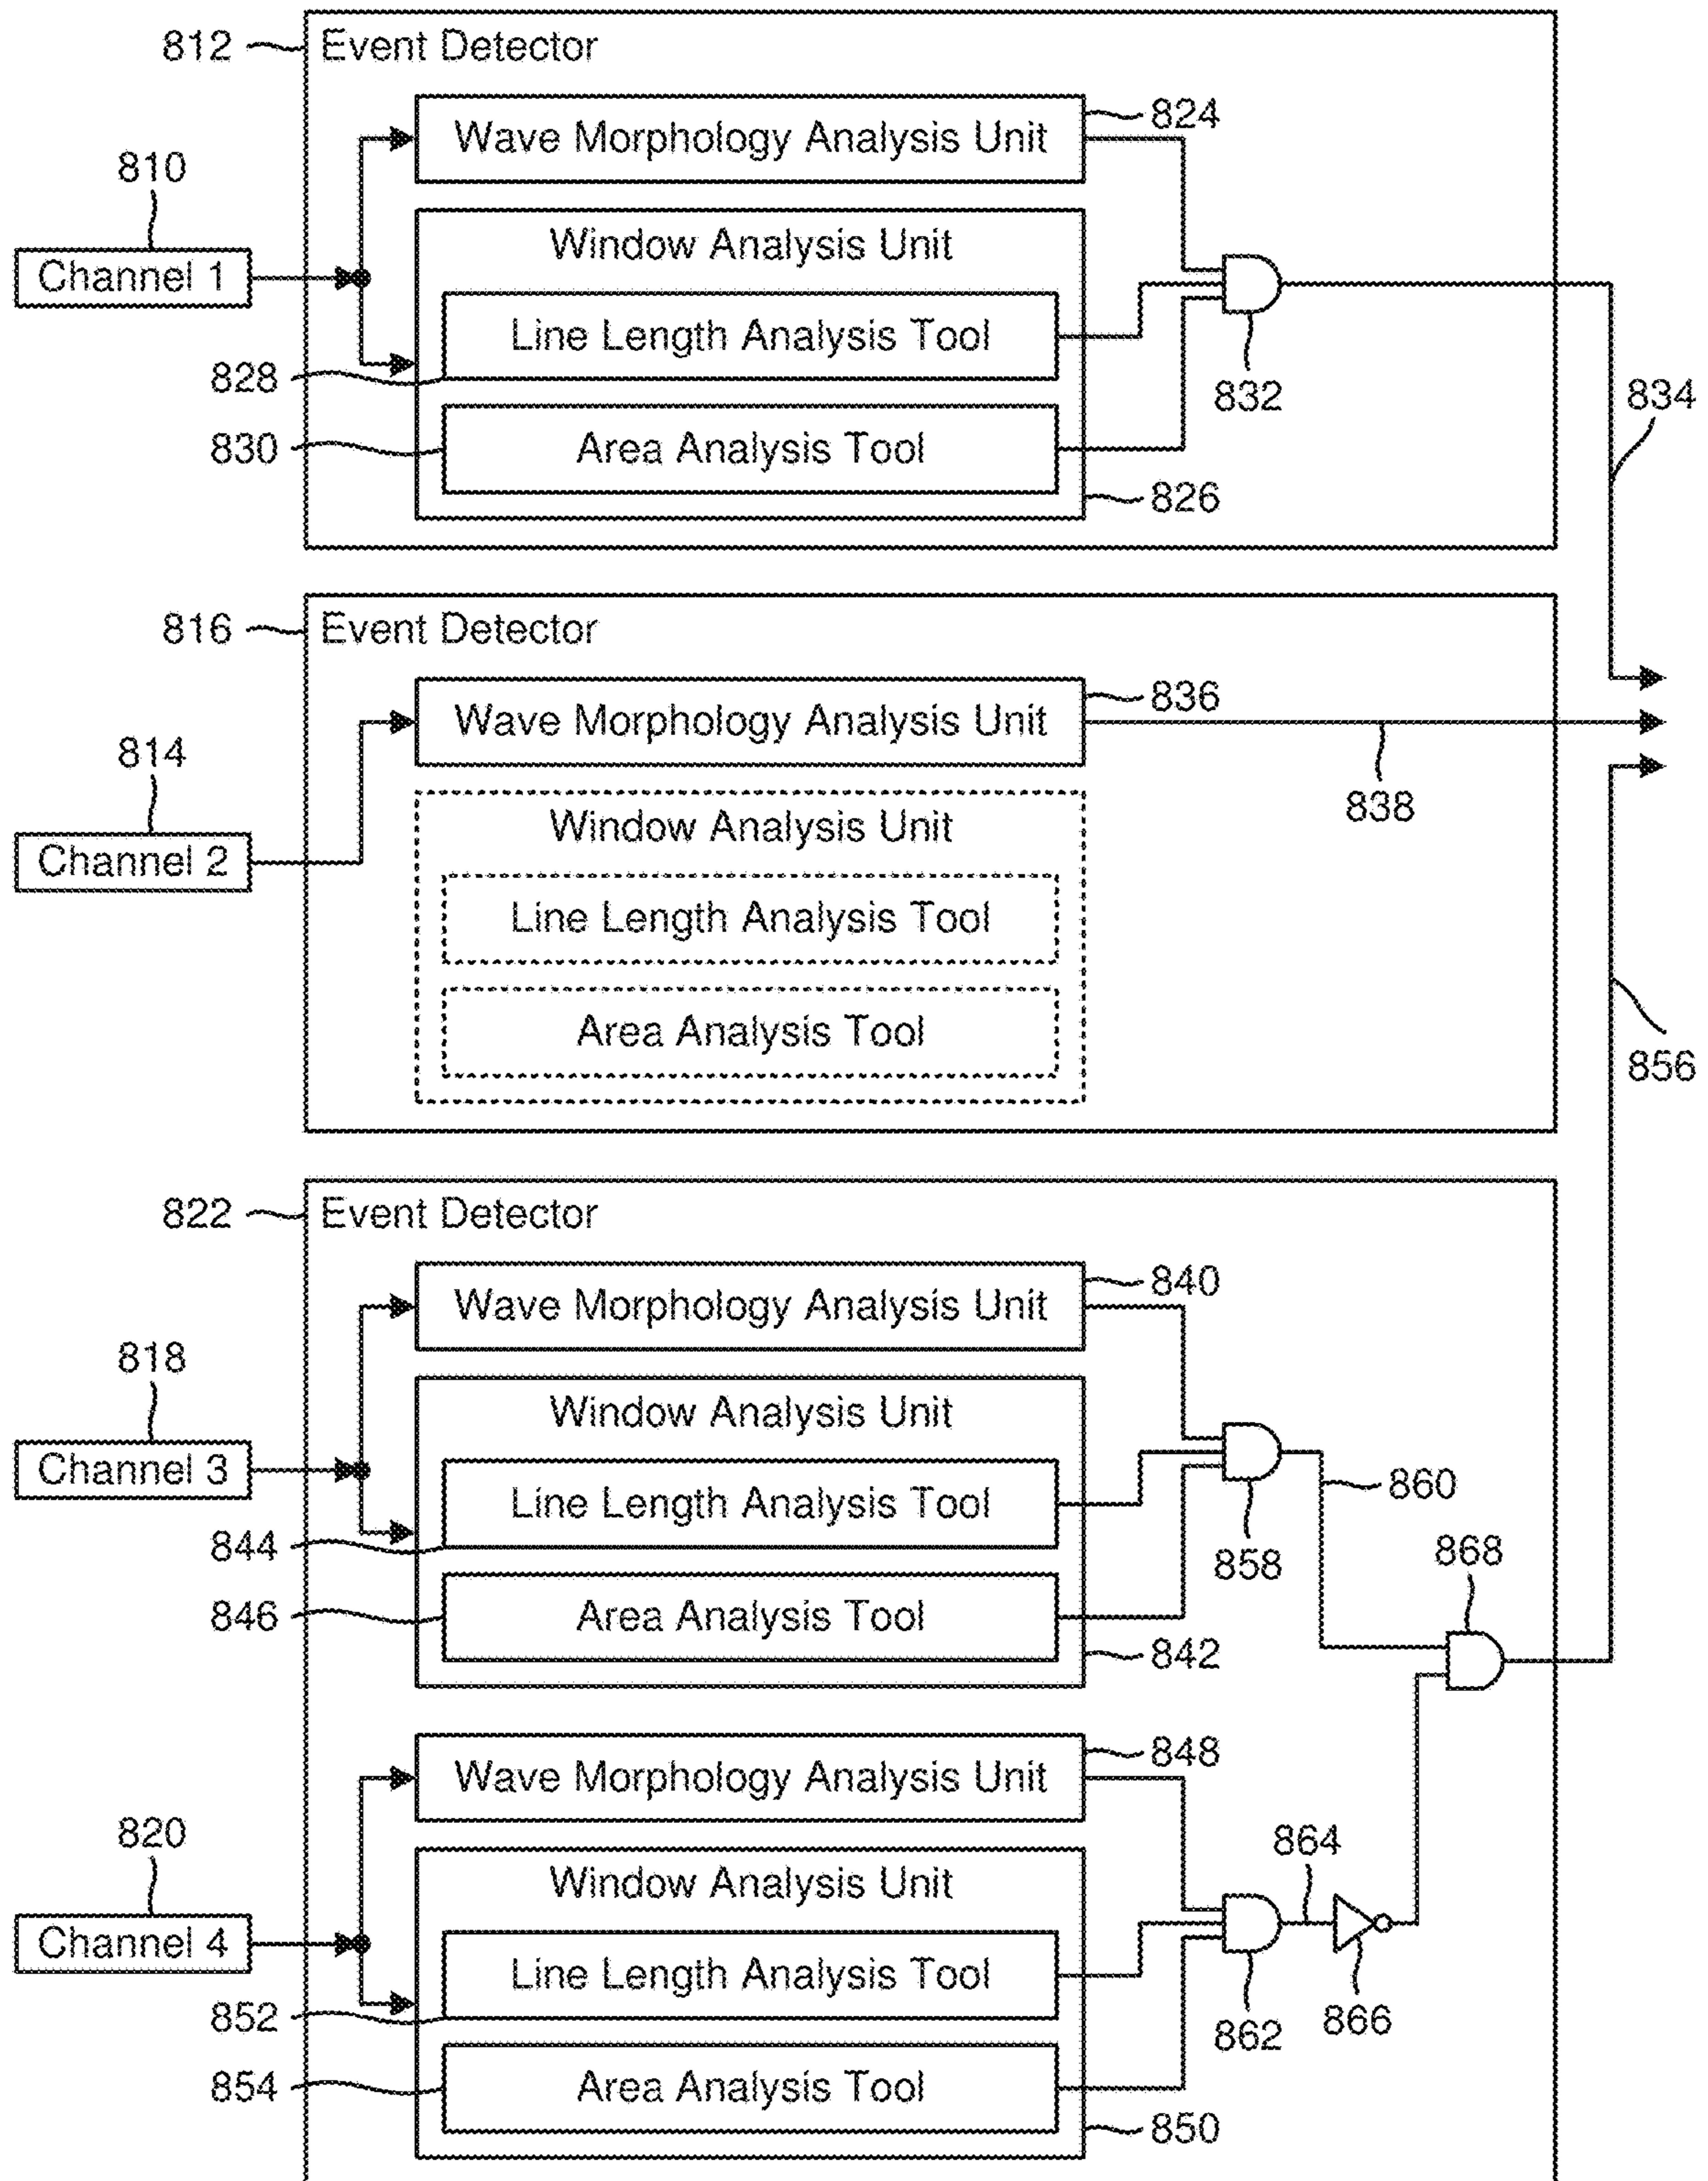 812
Event Detector
Wave Morphology Analysis Unit
824
810
Channel 1
Window Analysis Unit
Line Length Analysis Tool
828
832
834
Area Analysis Tool
830
826
816
Event Detector
Wave Morphology Analysis Unit
836
838
814
Channel 2
Window Analysis Unit
Line Length Analysis Tool
Area Analysis Tool
856
822
Event Detector
Wave Morphology Analysis Unit
840
818
Channel 3
Window Analysis Unit
Line Length Analysis Tool
844
858
860
868
Area Analysis Tool
846
842
Wave Morphology Analysis Unit
848
820
Channel 4
Window Analysis Unit
864
Line Length Analysis Tool
852
862
866
Area Analysis Tool
854
850